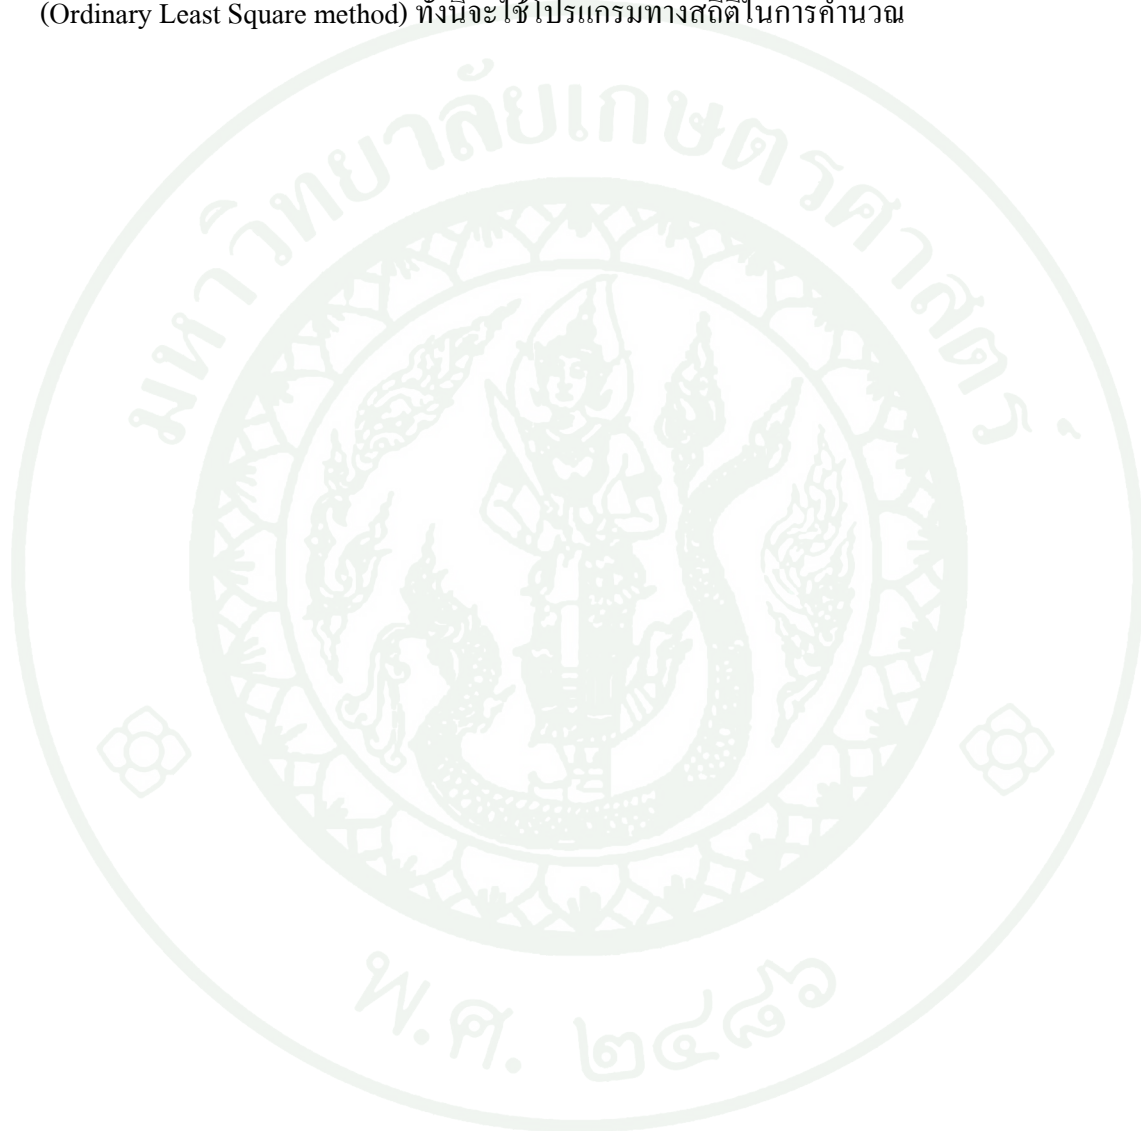 (Ordinary Least Square method) ทั้งนี้จะใช้โปรแกรมทางสถิติในการคำนวณ
มหาวิทยาลัยเกษตรศาสตร์
พ.ศ. ๒๔๘๖